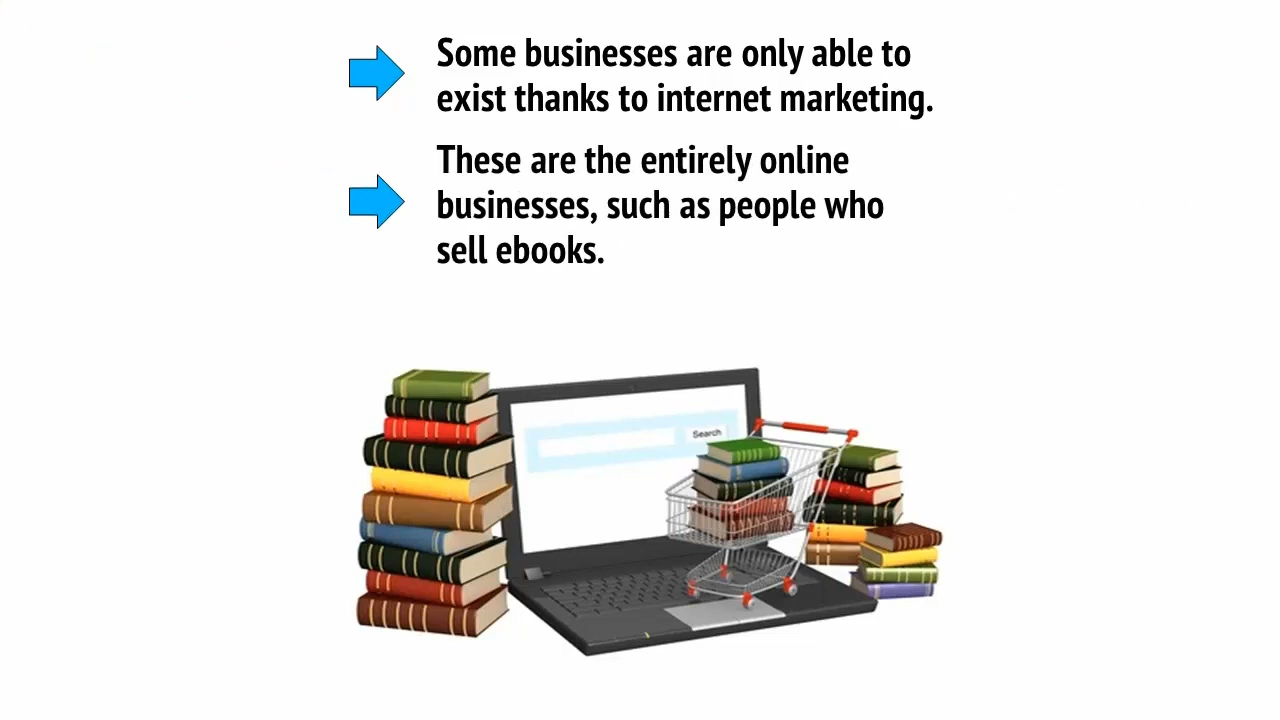 Some businesses are only able to
exist thanks to internet marketing.
These are the entirely online
businesses, such as people who
sell ebooks.
Search